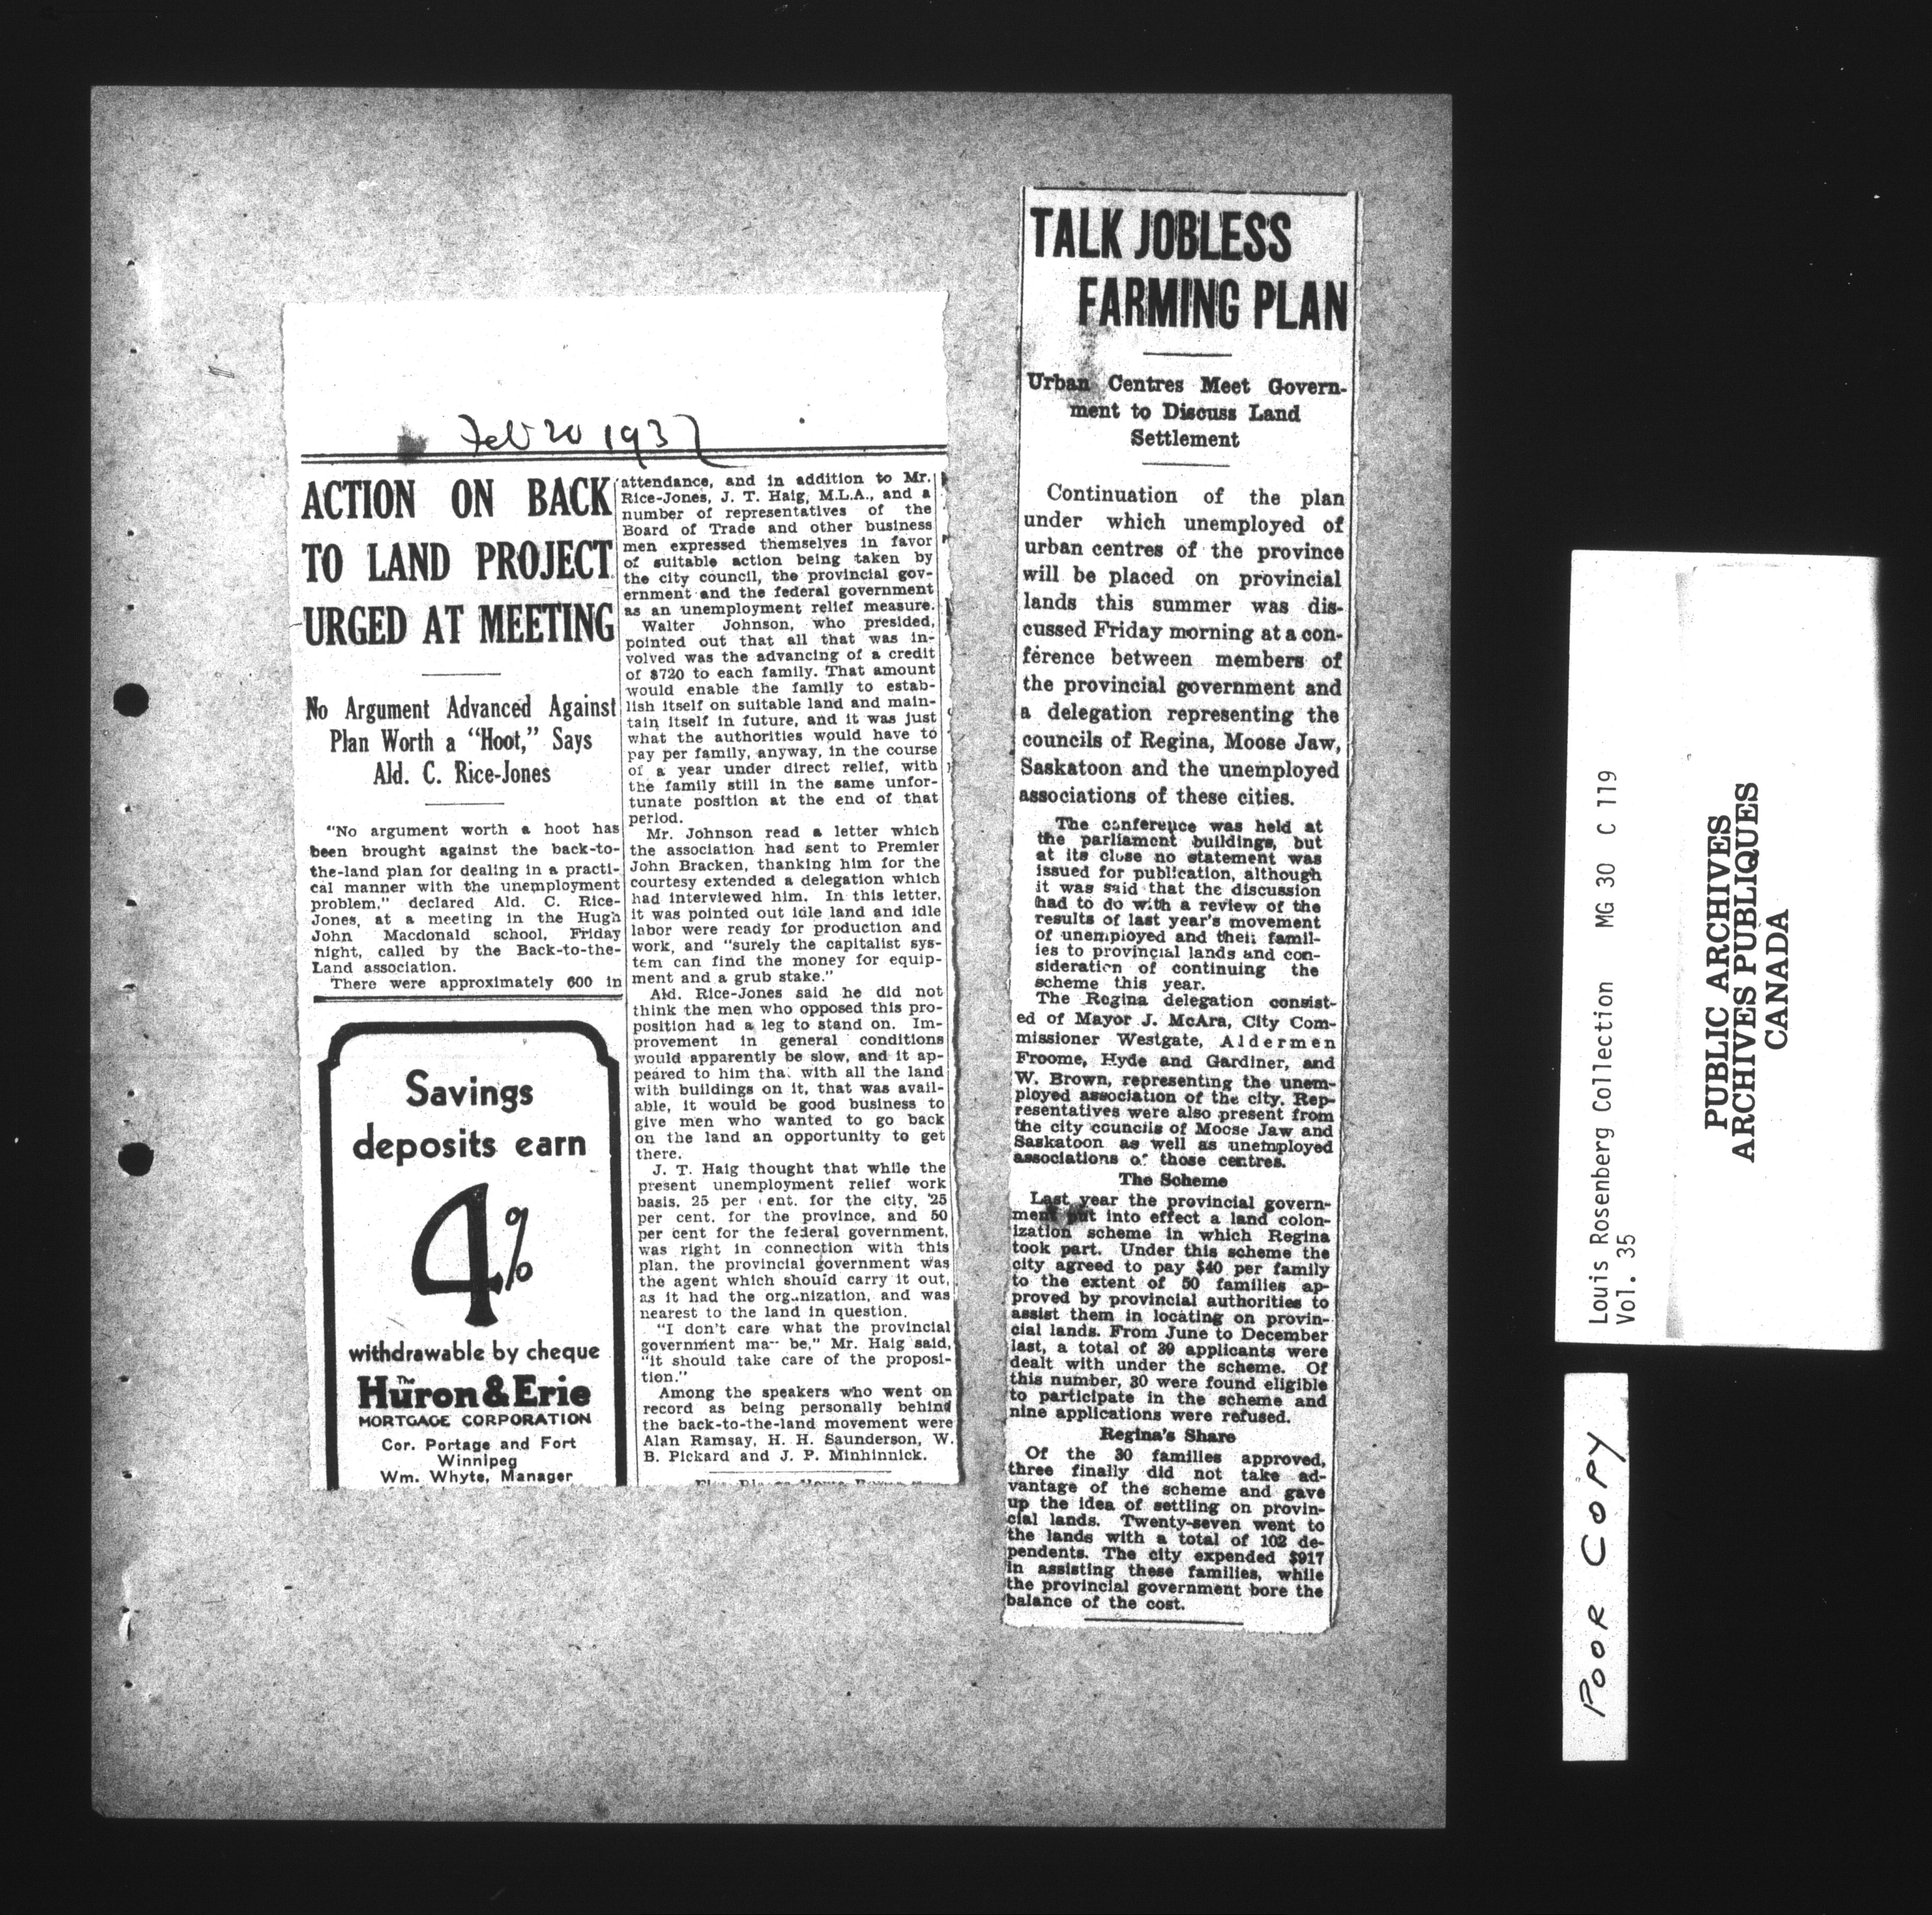 Feb 20 1932
ACTION ON BACK
TO LAND PROJECT
URGED AT MEETING
No Argument Advanced Against
Plan Worth a "Hoot," Says
Ald. C. Rice-Jones
"No argument worth a hoot has
been brought against the back-to-
the-land plan for dealing in a practi-
cal manner with the unemployment
problem," declared Ald. C. Rice-
Jones, at a meeting in the Hugh
John Macdonald school, Friday
night, called by the Back-to-the-
Land association.
There were approximately 600 in
attendance, and in addition to Mr.
Rice-Jones, J. T. Haig, M.L.A., and a
number of representatives of the
Board of Trade and other business
men expressed themselves in favor
of suitable action being taken by
the city council, the provincial gov-
ernment and the federal government
as an unemployment relief measure.
Walter Johnson, who presided,
pointed out that all that was in-
volved was the advancing of a credit
of $720 to each family. That amount
would enable the family to estab-
lish itself on suitable land and main-
tain itself in future, and it was just
what the authorities would have to
pay per family, anyway, in the course
of a year under direct relief, with
the family still in the same unfor-
tunate position at the end of that
period.
Mr. Johnson read a letter which
the association had sent to Premier
John Bracken, thanking him for the
courtesy extended a delegation which
had interviewed him. In this letter,
it was pointed out idle land and idle
labor were ready for production and
work, and "surely the capitalist sys-
tem can find the money for equip-
ment and a grub stake."
Ald. Rice-Jones said he did not
think the men who opposed this pro-
position had a leg to stand on. Im-
provement in general conditions
would apparently be slow, and it ap-
peared to him tha. with all the land
with buildings on it, that was avail-
able, it would be good business to
give men who wanted to go back
on the land an opportunity to get
there.
J. T. Haig thought that while the
present unemployment relief work
basis, 25 per ent. for the city, 25
per cent. for the province, and 50
per cent for the federal government,
was right in connection with this
plan, the provincial government was
the agent which should carry it out,
as it had the org..nization, and was
nearest to the land in question.
"I don't care what the provincial
government ma-- be," Mr. Haig said,
"it should take care of the proposi-
tion."
Among the speakers who went on
record as being personally behind
the back-to-the-land movement were
Alan Ramsay, H. H. Saunderson, W.
B. Pickard and J. P. Minhinnick.
Savings
deposits earn
4%
withdrawable by cheque
The
Huron & Erie
MORTGAGE CORPORATION
Cor. Portage and Fort
Winnipeg
Wm. Whyte, Manager
TALK JOBLESS
FARMING PLAN
Urban Centres Meet Govern-
ment to Discuss Land
Settlement
Continuation of the plan
under which unemployed of
urban centres of the province
will be placed on provincial
lands this summer was dis-
cussed Friday morning at a con-
ference between members of
the provincial government and
a delegation representing the
councils of Regina, Moose Jaw,
Saskatoon and the unemployed
associations of these cities.
The conference was held at
the parliament buildings, but
at its close no statement was
issued for publication, although
it was said that the discussion
had to do with a review of the
results of last year's movement
of unemployed and their famil-
ies to provincial lands and con-
sideration of continuing the
scheme this year.
The Regina delegation consist-
ed of Mayor J. McAra, City Com-
missioner Westgate, Aldermen
Froome, Hyde and Gardiner, and
W. Brown, representing the unem-
ployed association of the city. Rep-
resentatives were also present from
the city councils of Moose Jaw and
Saskatoon as well as unemployed
associations of those centres.
The Scheme
Last year the provincial govern-
ment put into effect a land colon-
ization scheme in which Regina
took part. Under this scheme the
city agreed to pay $40 per family
to the extent of 50 families ap-
proved by provincial authorities to
assist them in locating on provin-
cial lands. From June to December
last, a total of 39 applicants were
dealt with under the scheme. Of
this number, 30 were found eligible
to participate in the scheme and
nine applications were refused.
Regina's Share
Of the 30 families approved,
three finally did not take ad-
vantage of the scheme and gave
up the idea of settling on provin-
cial lands. Twenty-seven went to
the lands with a total of 102 de-
pendents. The city expended $917
in assisting these families, while
the provincial government bore the
balance of the cost.
Louis Rosenberg Collection MG 30 C 119
Vol. 35
PUBLIC ARCHIVES
ARCHIVES PUBLIQUES
CANADA
POOR COPY